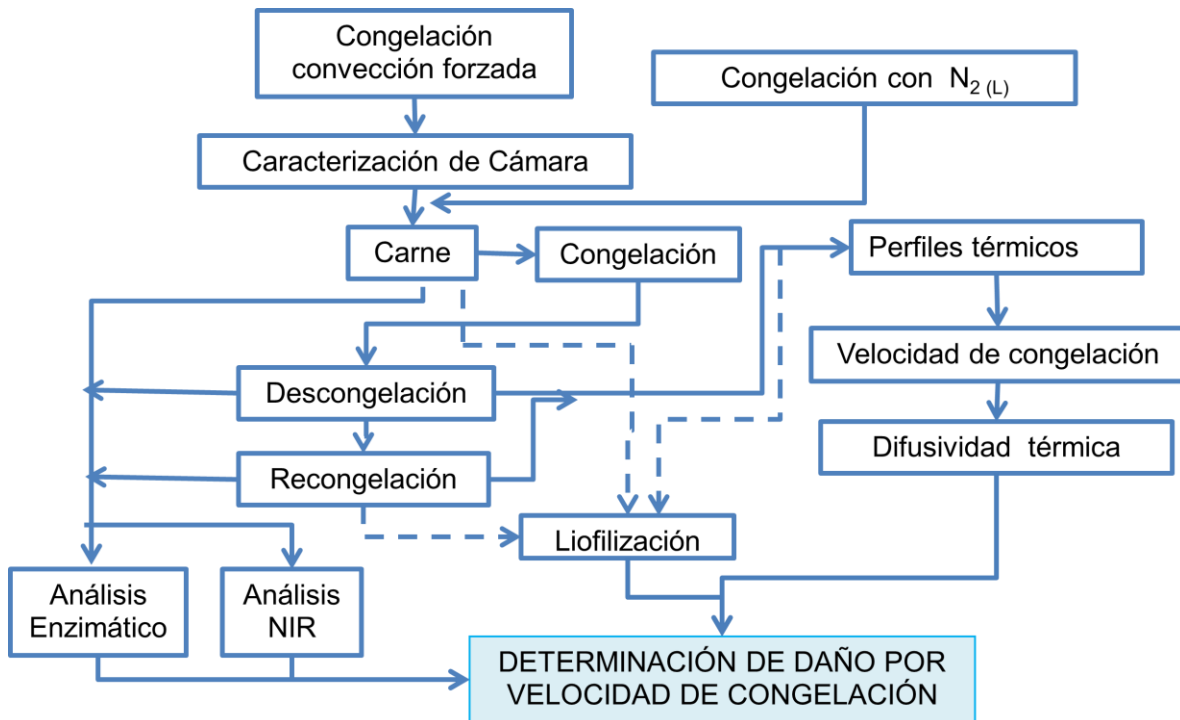 Congelación
convección forzada
Congelación con N2 (L)
Caracterización de Cámara
Carne
Congelación
Perfiles térmicos
Velocidad de congelación
Descongelación
Difusividad térmica
Recongelación
Liofilización
Análisis
Enzimático
Análisis
NIR
DETERMINACIÓN DE DAÑO POR
VELOCIDAD DE CONGELACIÓN